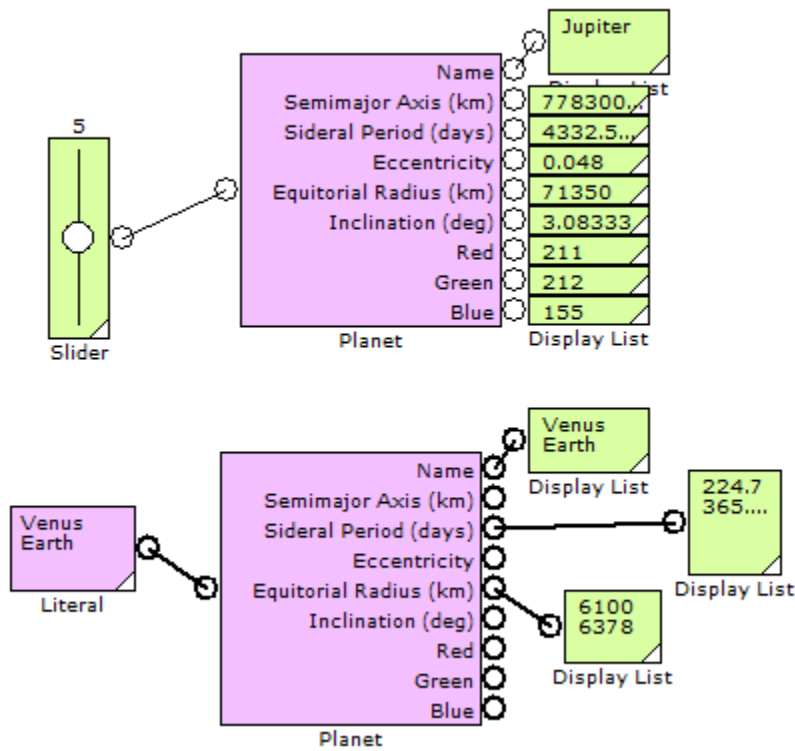 Jupiter
Name
Display List
Semimajor Axis (km)
778300...
Sideral Period (days)
4332.5...
5
Eccentricity
0.048
Equitorial Radius (km)
71350
Inclination (deg)
3.08333
Red
211
Green
212
Blue
155
Slider
Planet
Display List
Venus
Earth
Name
Display List
Semimajor Axis (km)
224.7
365....
Venus
Earth
Sideral Period (days)
Eccentricity
Display List
Literal
Equitorial Radius (km)
6100
6378
Inclination (deg)
Red
Display List
Green
Blue
Planet